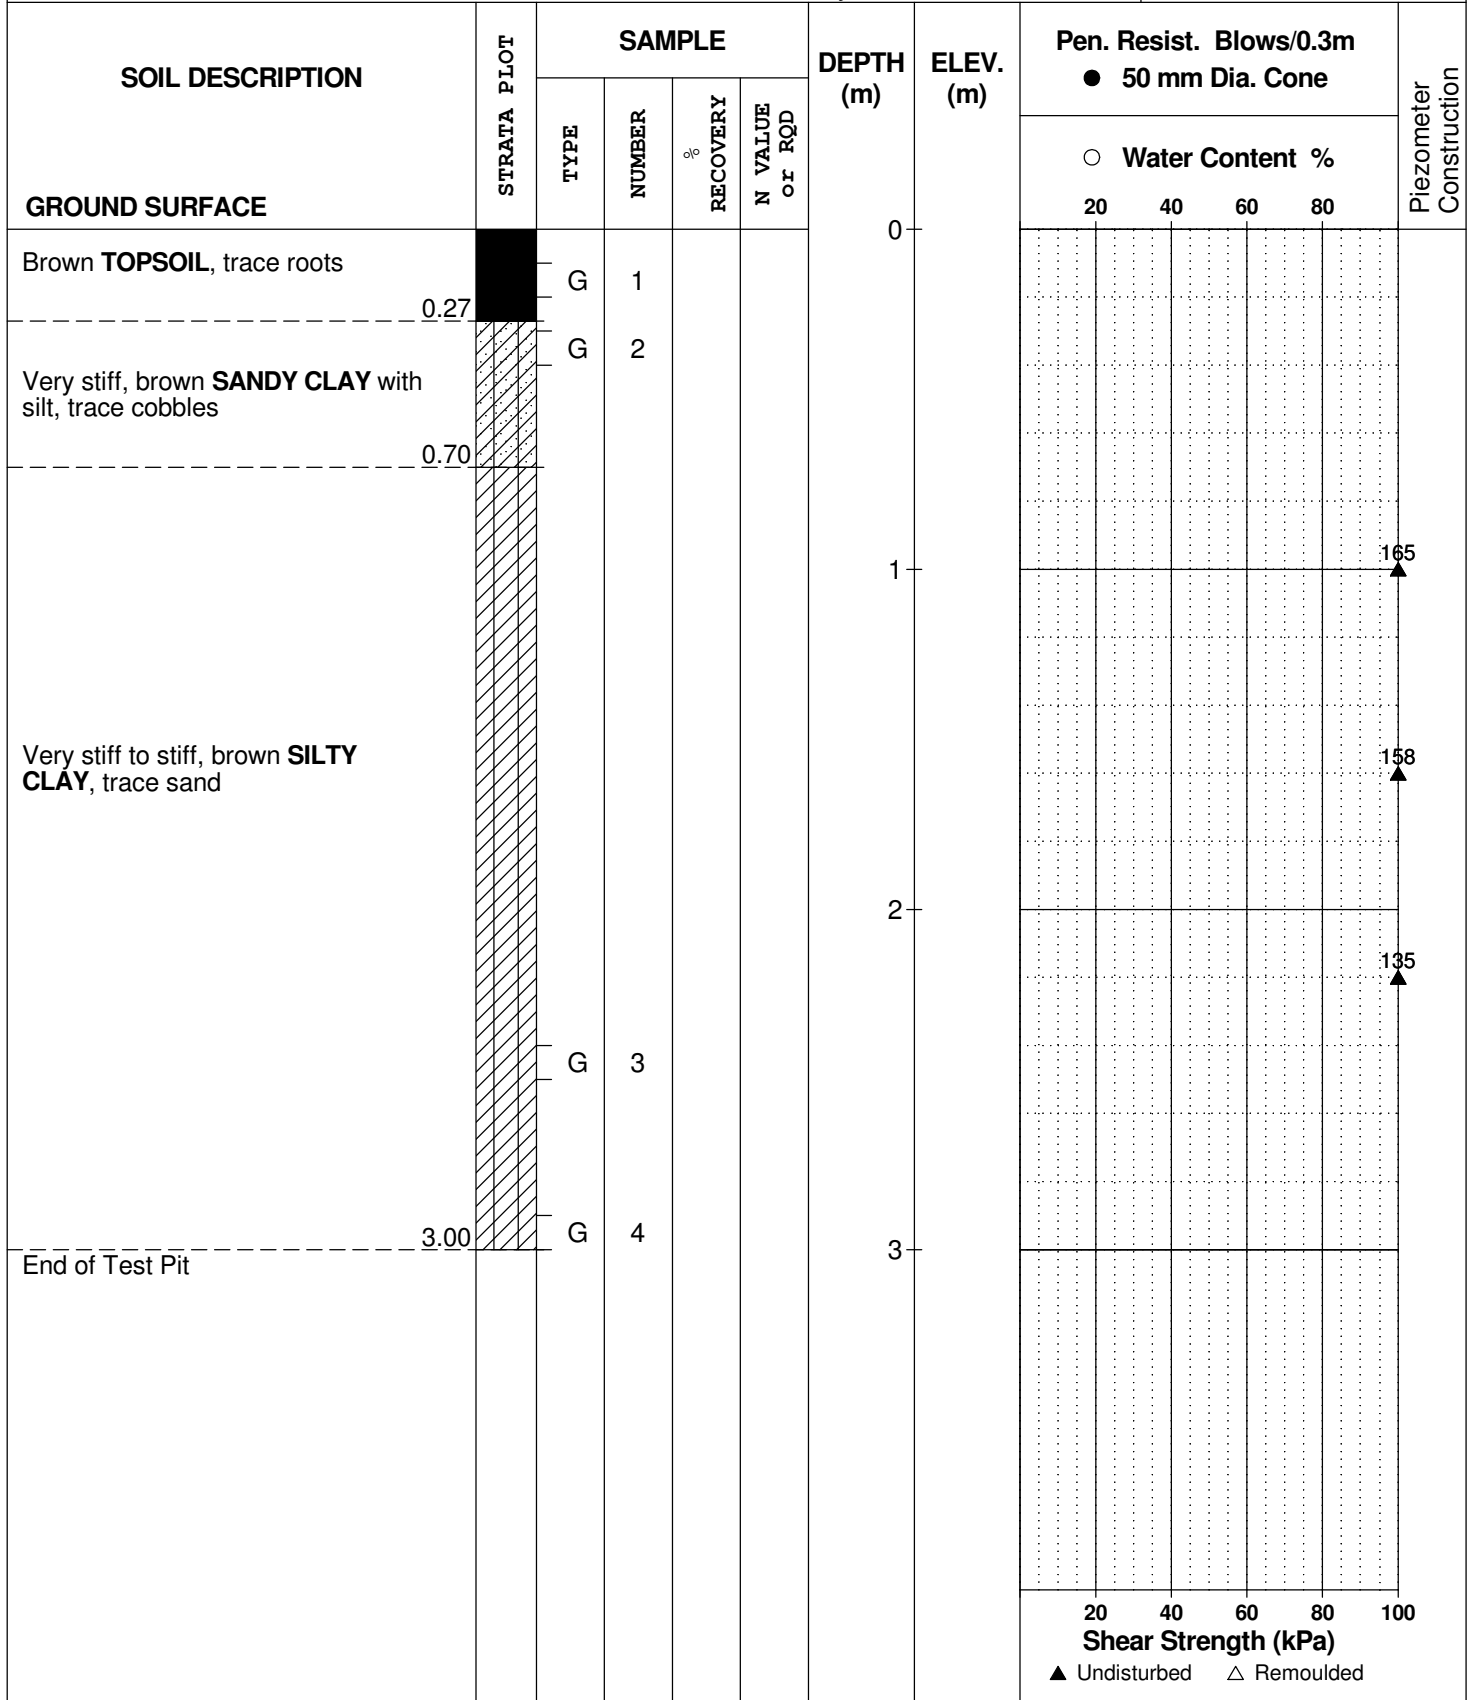 SOIL DESCRIPTION
GROUND SURFACE
STRATA PLOT
SAMPLE
TYPE
NUMBER
%
RECOVERY
N VALUE
or RQD
DEPTH
(m)
ELEV.
(m)
Pen. Resist. Blows/0.3m
● 50 mm Dia. Cone
○ Water Content %
20 40 60 80
Piezometer
Construction
0
Brown TOPSOIL, trace roots
0.27
G 1
G 2
Very stiff, brown SANDY CLAY with
silt, trace cobbles
0.70
1
165
Very stiff to stiff, brown SILTY
CLAY, trace sand
158
2
135
G 3
G 4
3.00
3
End of Test Pit
20 40 60 80 100
Shear Strength (kPa)
▲ Undisturbed △ Remoulded